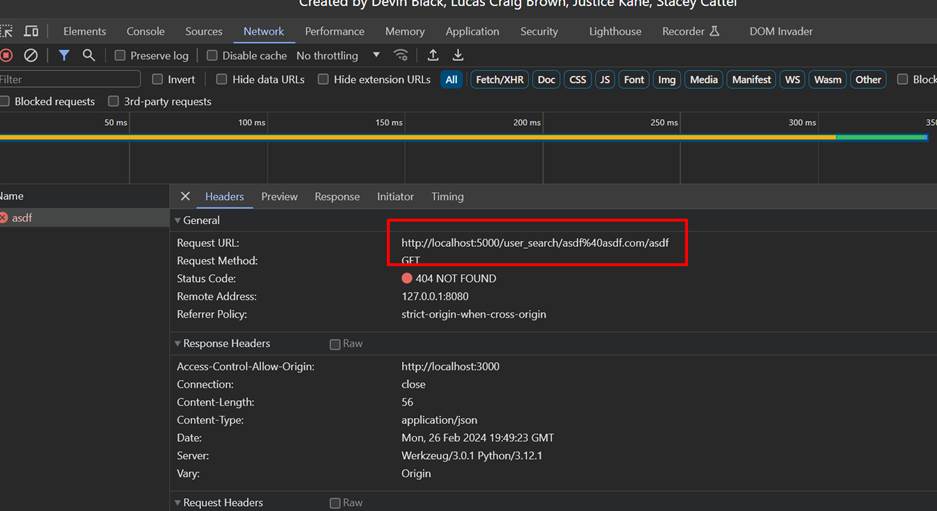 Created by Devin Black, Lucas Craig Brown, Justice Kane, Stacey Cattel
Elements Console Sources Network Performance Memory Application Security Lighthouse Recorder DOM Invader
Preserve log Disable cache No throttling
Filter Invert Hide data URLs Hide extension URLs All Fetch/XHR Doc CSS JS Font Img Media Manifest WS Wasm Other Block
Blocked requests 3rd-party requests
50 ms 100 ms 150 ms 200 ms 250 ms 300 ms 350
Name Headers Preview Response Initiator Timing
asdf General
Request URL: http://localhost:5000/user_search/asdf%40asdf.com/asdf
Request Method: GET
Status Code: 404 NOT FOUND
Remote Address: 127.0.0.1:8080
Referrer Policy: strict-origin-when-cross-origin
Response Headers Raw
Access-Control-Allow-Origin: http://localhost:3000
Connection: close
Content-Length: 56
Content-Type: application/json
Date: Mon, 26 Feb 2024 19:49:23 GMT
Server: Werkzeug/3.0.1 Python/3.12.1
Vary: Origin
Request Headers Raw